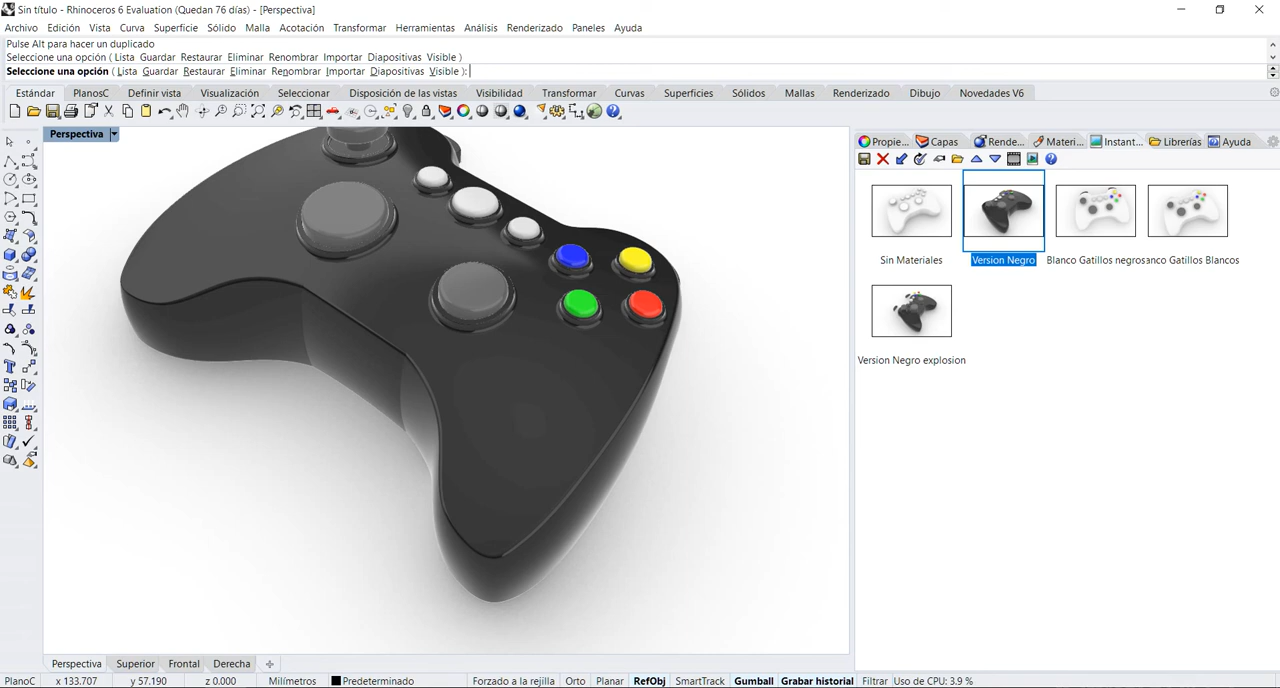 Sin título - Rhinoceros 6 Evaluation (Quedan 76 días) - [Perspectiva]
Archivo Edición Vista Curva Superficie Sólido Malla Acotación Transformar Herramientas Análisis Renderizado Paneles Ayuda
Pulse Alt para hacer un duplicado
Seleccione una opción ( Lista Guardar Restaurar Eliminar Renombrar Importar Diapositivas Visible )
Seleccione una opción ( Lista Guardar Restaurar Eliminar Renombrar Importar Diapositivas Visible ):
Estándar PlanosC Definir vista Visualización Seleccionar Disposición de las vistas Visibilidad Transformar Curvas Superficies Sólidos Mallas Renderizado Dibujo Novedades V6
Perspectiva
Propie... Capas Rende... Materi... Instant... Librerías Ayuda
Sin Materiales Version Negro Blanco Gatillos negros anco Gatillos Blancos
Version Negro explosion
Perspectiva Superior Frontal Derecha
PlanoC x 133.707 y 57.190 z 0.000 Milímetros Predeterminado Forzado a la rejilla Orto Planar RefObj SmartTrack Gumball Grabar historial Filtrar Uso de CPU: 3.9 %